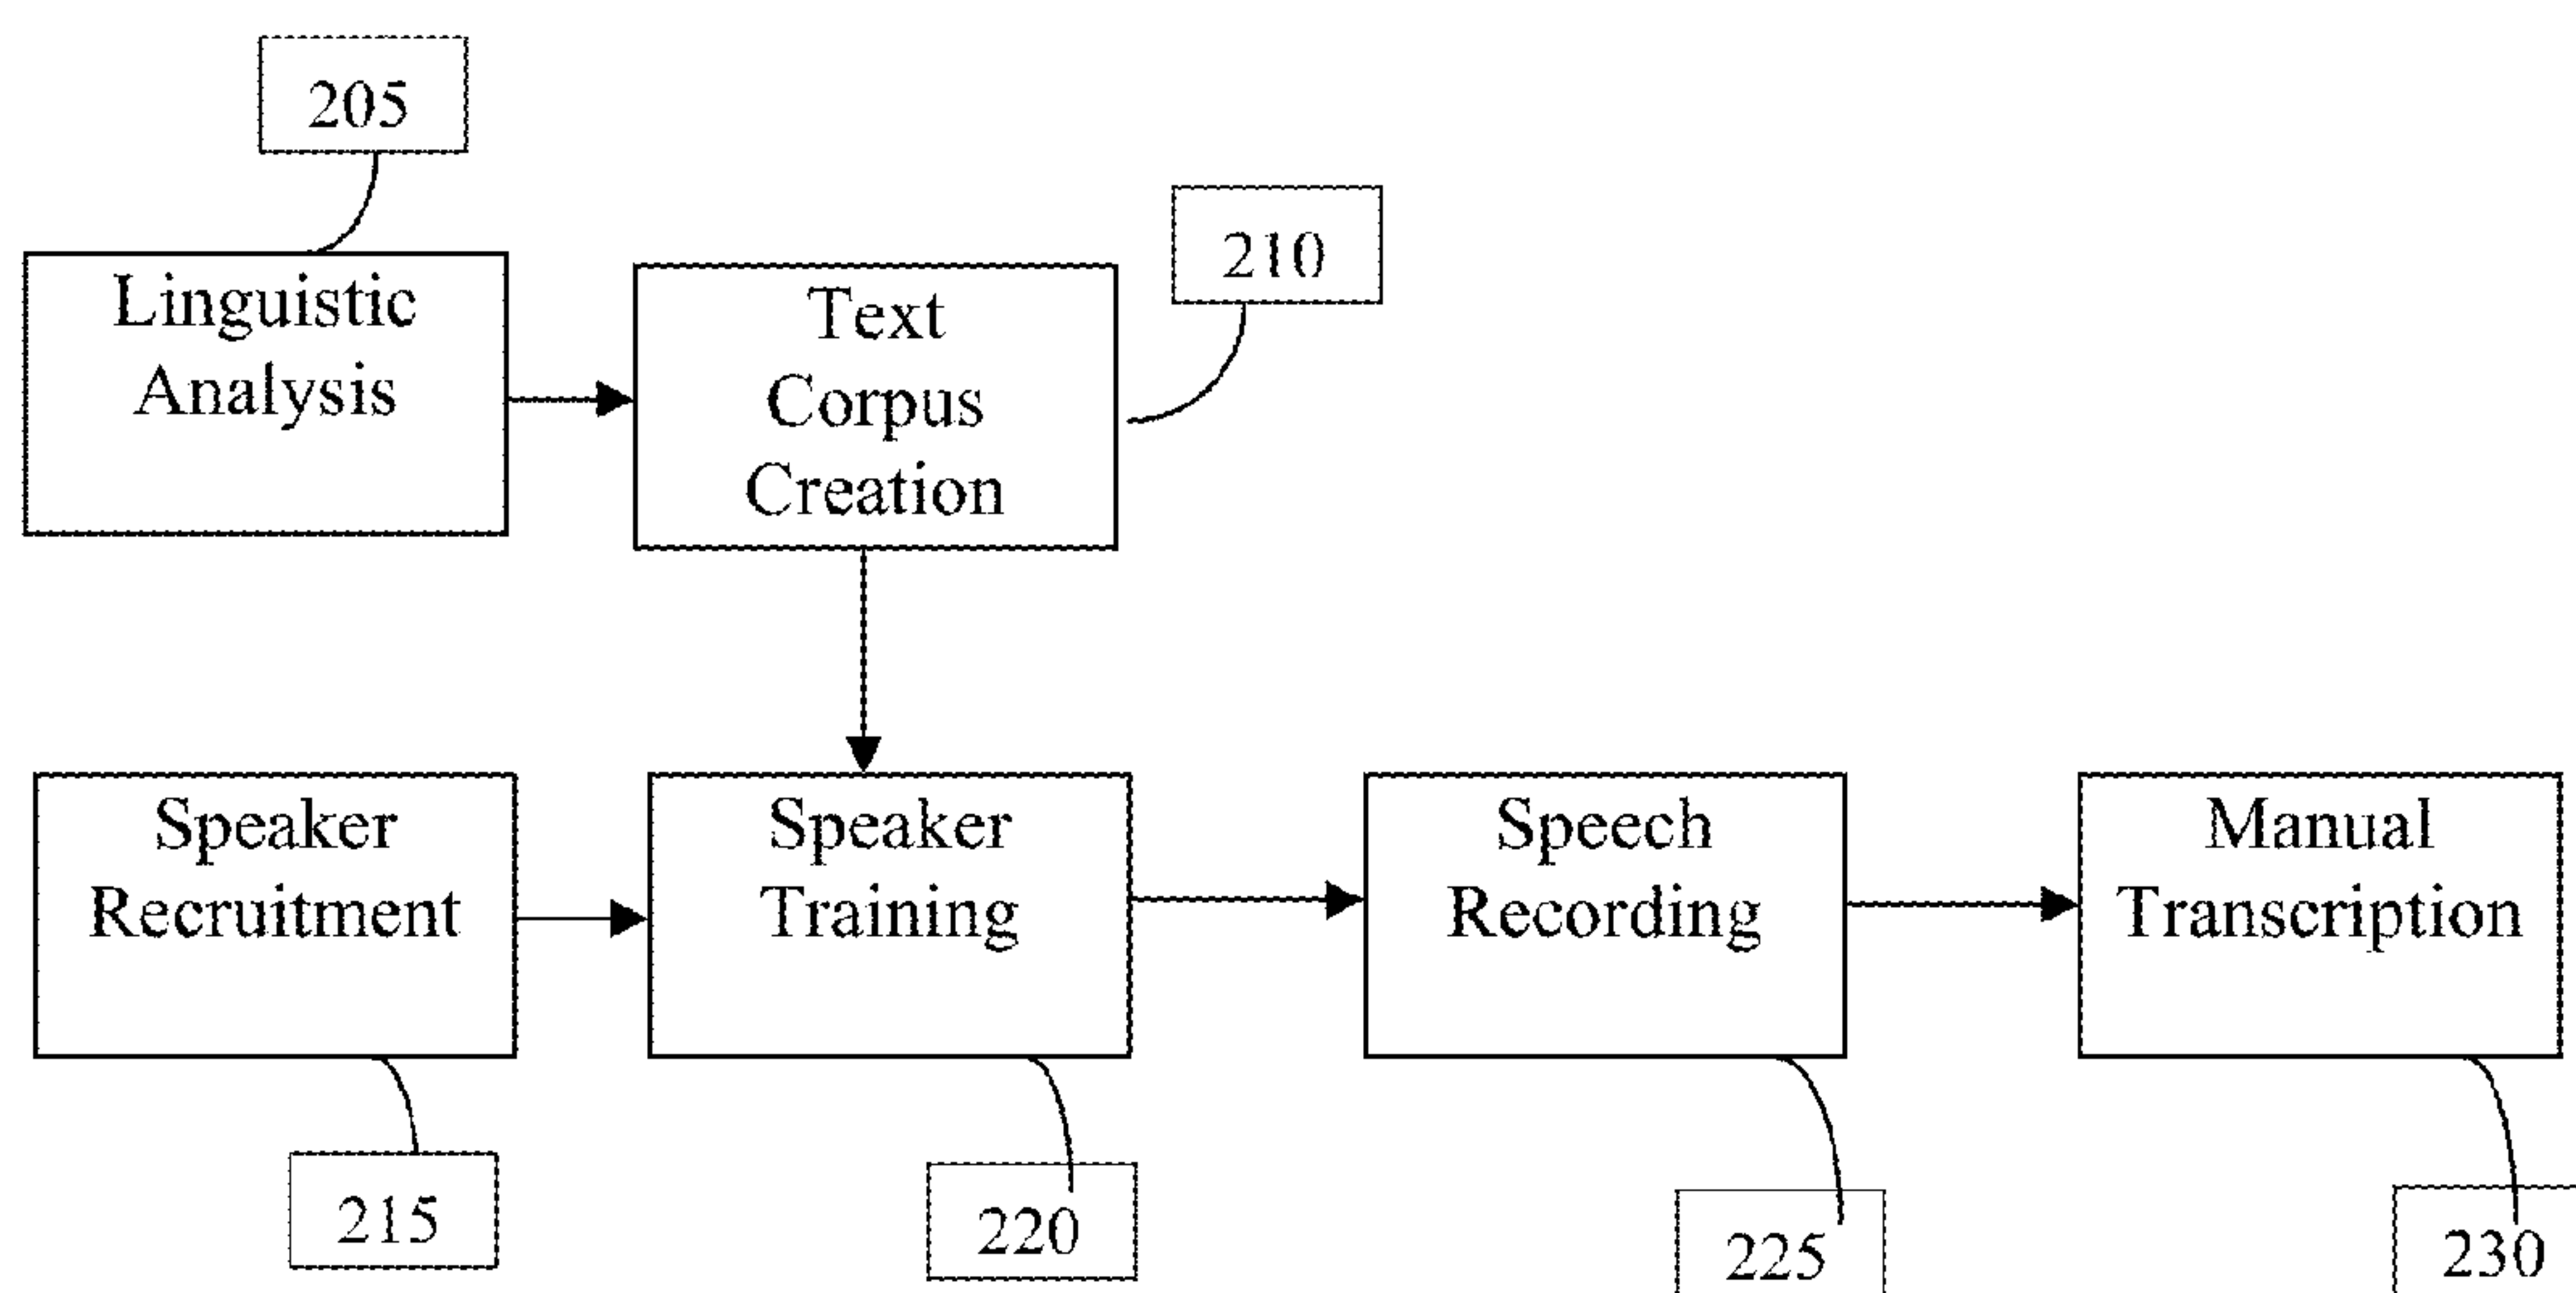 205
210
Linguistic
Analysis
Text
Corpus
Creation
Speaker
Recruitment
Speaker
Training
Speech
Recording
Manual
Transcription
215
220
225
230